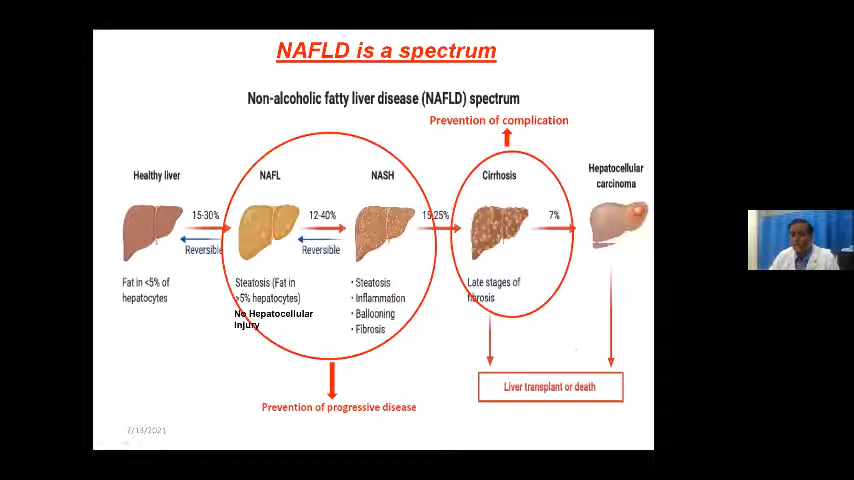 NAFLD is a spectrum
Non-alcoholic fatty liver disease (NAFLD) spectrum
Prevention of complication
Healthy liver
NAFL
NASH
Cirrhosis
Hepatocellular
carcinoma
15-30%
12-40%
15-25%
7%
Reversible
Reversible
Fat in <5% of
hepatocytes
Steatosis (Fat in
>5% hepatocytes)
No Hepatocellular
Injury
• Steatosis
• Inflammation
• Ballooning
• Fibrosis
Late stages of
fibrosis
Liver transplant or death
Prevention of progressive disease
7/13/2021